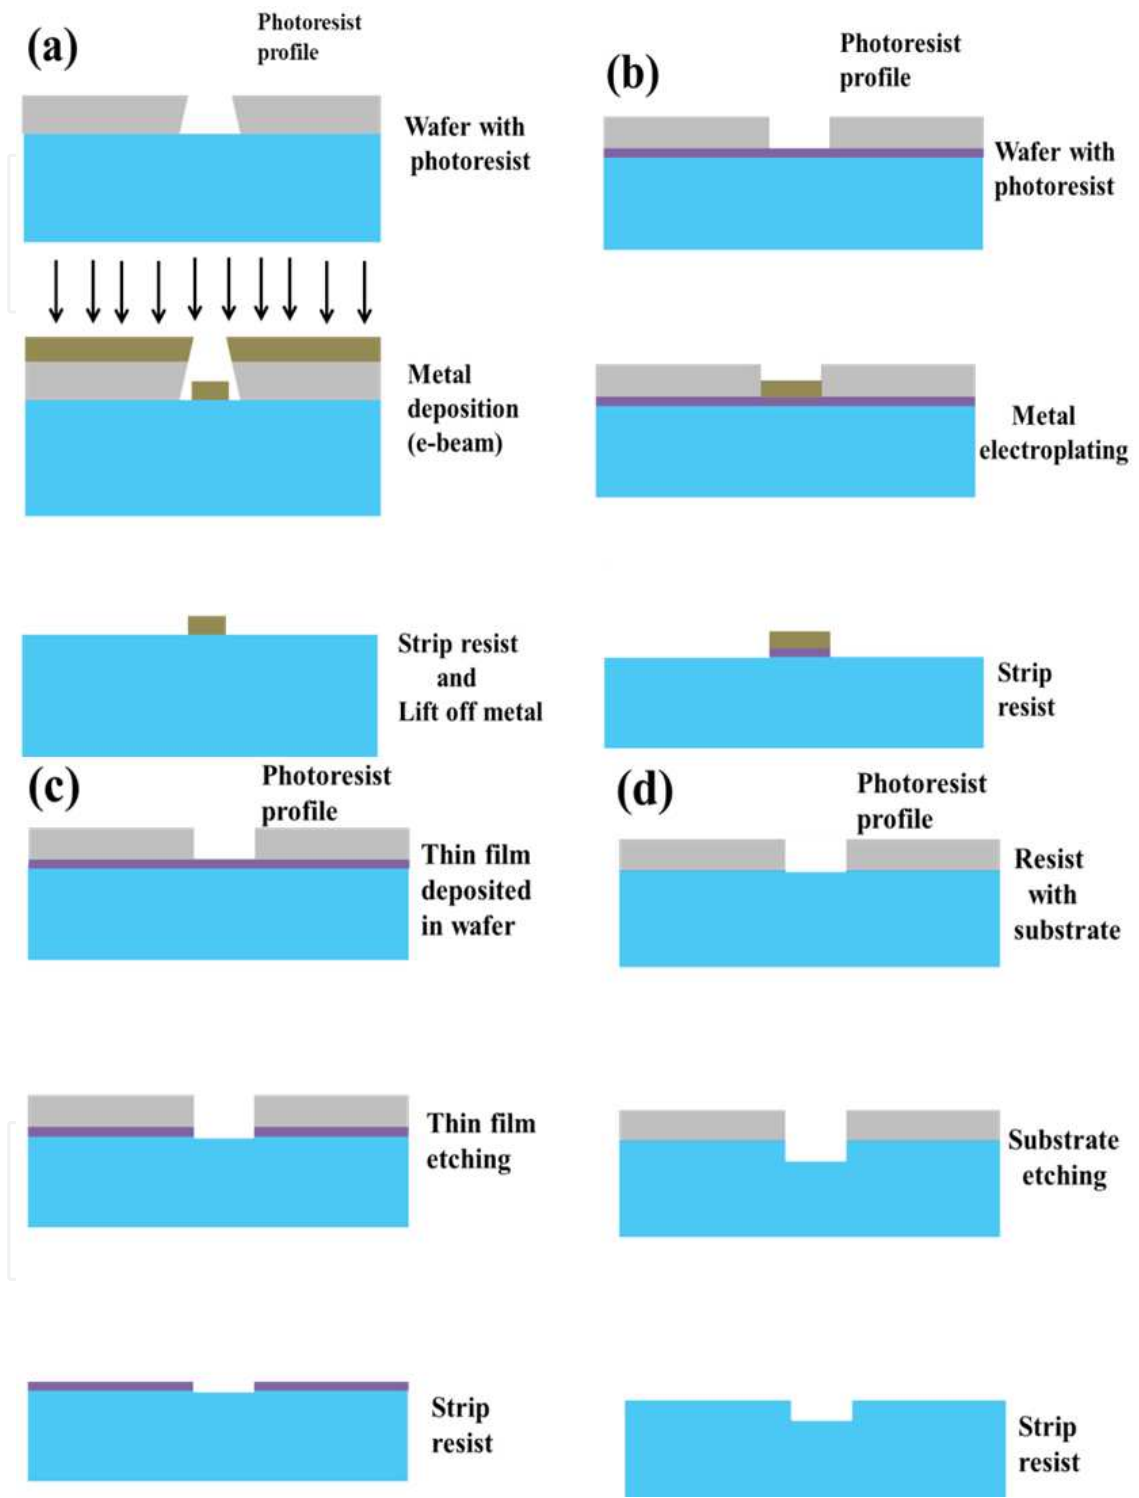 (a)
Photoresist
profile
Wafer with
photoresist
Metal
deposition
(e-beam)
Strip resist
and
Lift off metal
(b)
Photoresist
profile
Wafer with
photoresist
Metal
electroplating
Strip
resist
(c)
Photoresist
profile
Thin film
deposited
in wafer
Thin film
etching
Strip
resist
(d)
Photoresist
profile
Resist
with
substrate
Substrate
etching
Strip
resist